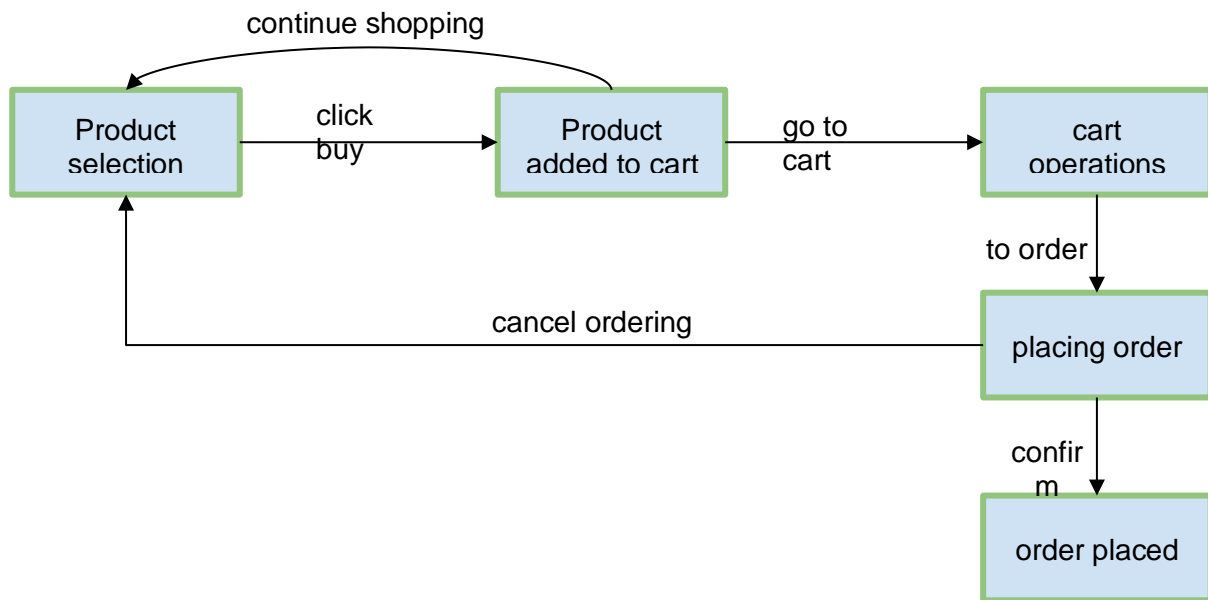 continue shopping
Product
selection
click
buy
Product
added to cart
go to
cart
cart
operations
to order
cancel ordering
placing order
confir
m
order placed